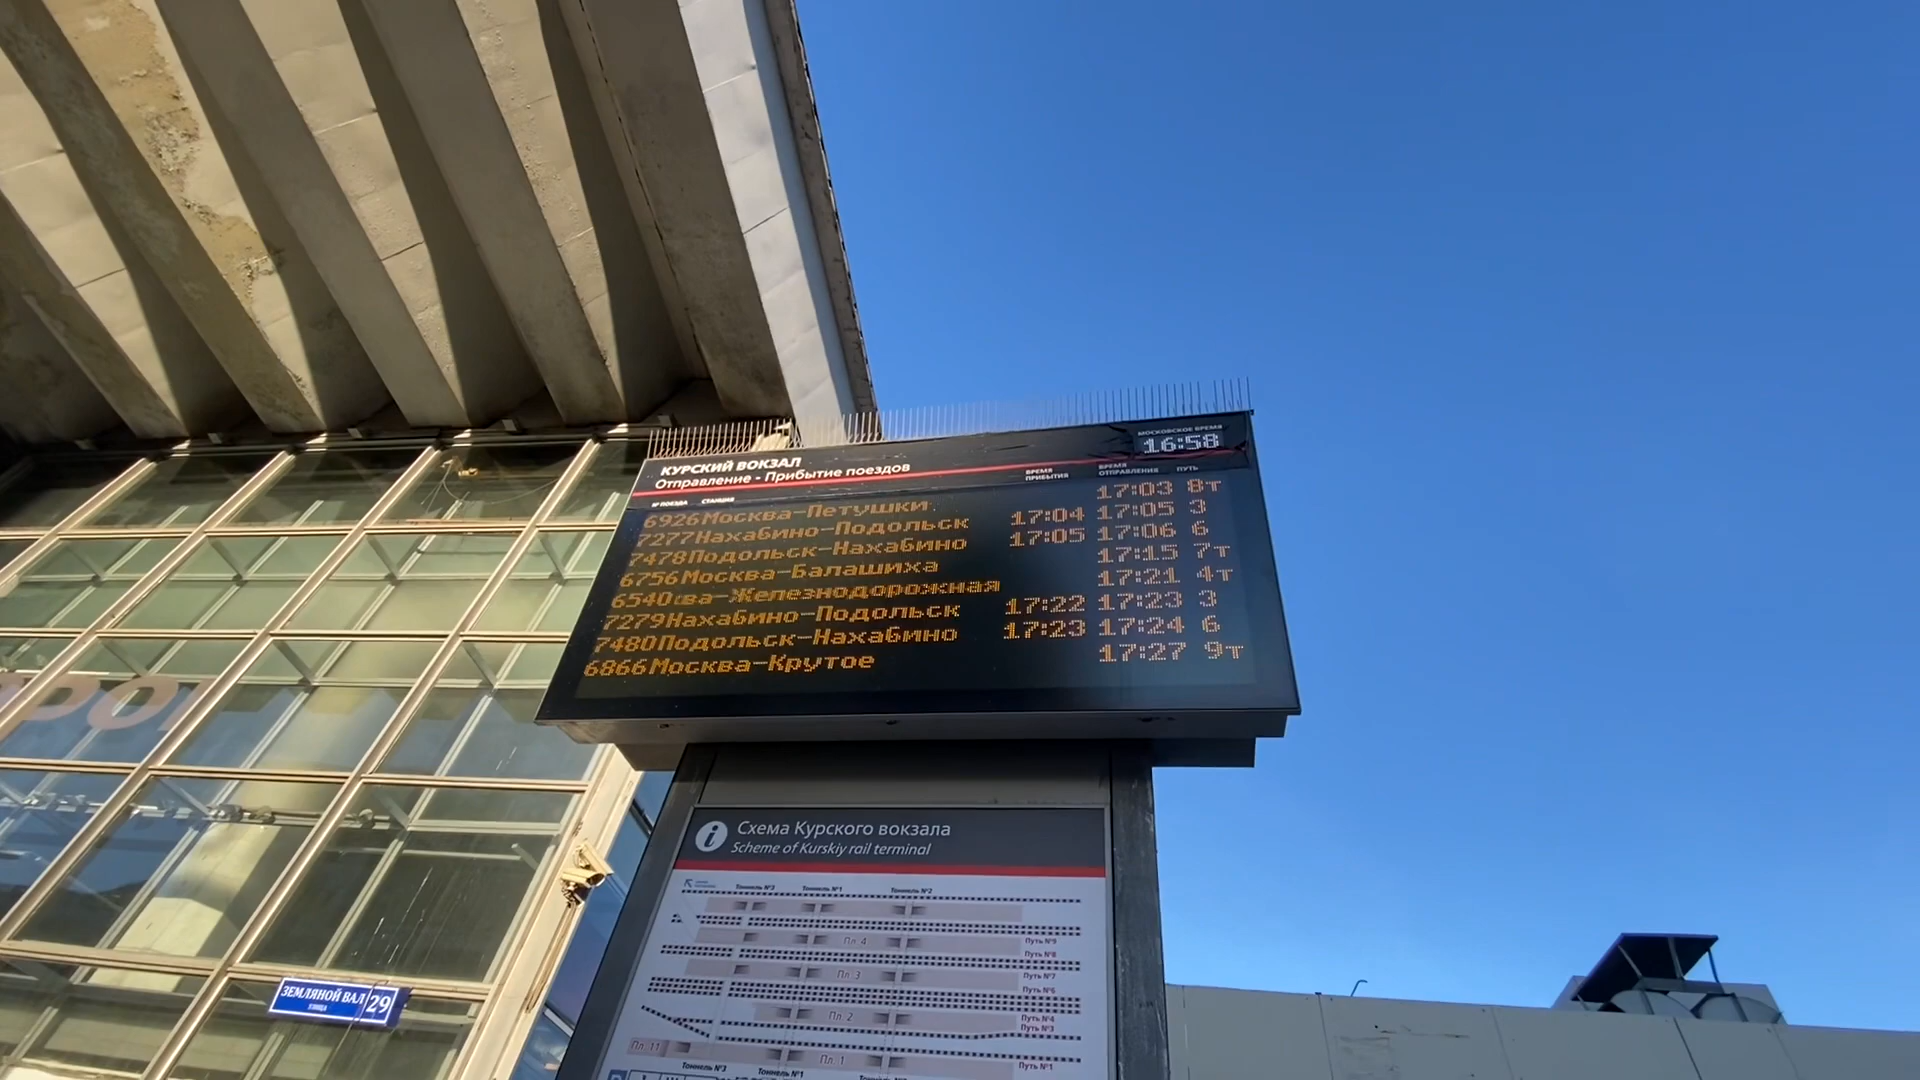 МОСКОВСКОЕ ВРЕМЯ
16:58
КУРСКИЙ ВОКЗАЛ
Отправление - Прибытие поездов
№ ПОЕЗДА СТАНЦИЯ ВРЕМЯ ПРИБЫТИЯ ВРЕМЯ ОТПРАВЛЕНИЯ ПУТЬ
6926 Москва-Петушки 17:03 8т
7277 Нахабино-Подольск 17:04 17:05 3
7478 Подольск-Нахабино 17:05 17:06 6
6756 Москва-Балашиха 17:15 7т
6540 ква-Железнодорожная 17:21 4т
7279 Нахабино-Подольск 17:22 17:23 3
7480 Подольск-Нахабино 17:23 17:24 6
6866 Москва-Крутое 17:27 9т
Схема Курского вокзала
Scheme of Kurskiy rail terminal
Тоннель №3 Тоннель №1 Тоннель №2
Пл. 4
Путь №9
Путь №8
Пл. 3
Путь №7
Путь №6
Пл. 2
Путь №4
Путь №3
Пл. 11
Пл. 1
Путь №1
Тоннель №3 Тоннель №1
ЗЕМЛЯНОЙ ВАЛ 29
УЛИЦА